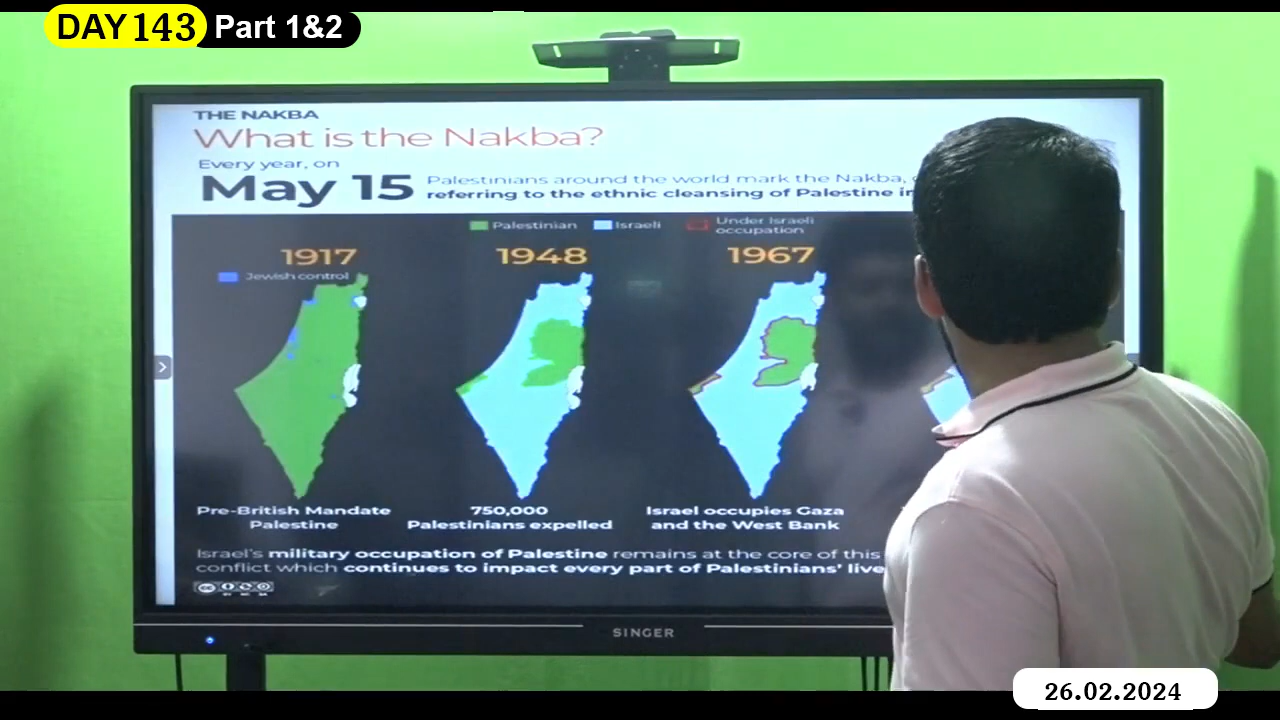 DAY 143 Part 1&2
THE NAKBA
What is the Nakba?
Every year, on
May 15
Palestinians around the world mark the Nakba,
referring to the ethnic cleansing of Palestine in
Palestinian
Israeli
Under Israeli
occupation
1917
1948
1967
Jewish control
Pre-British Mandate
Palestine
750,000
Palestinians expelled
Israel occupies Gaza
and the West Bank
Israel's military occupation of Palestine remains at the core of this
conflict which continues to impact every part of Palestinians'
SINGER
26.02.2024